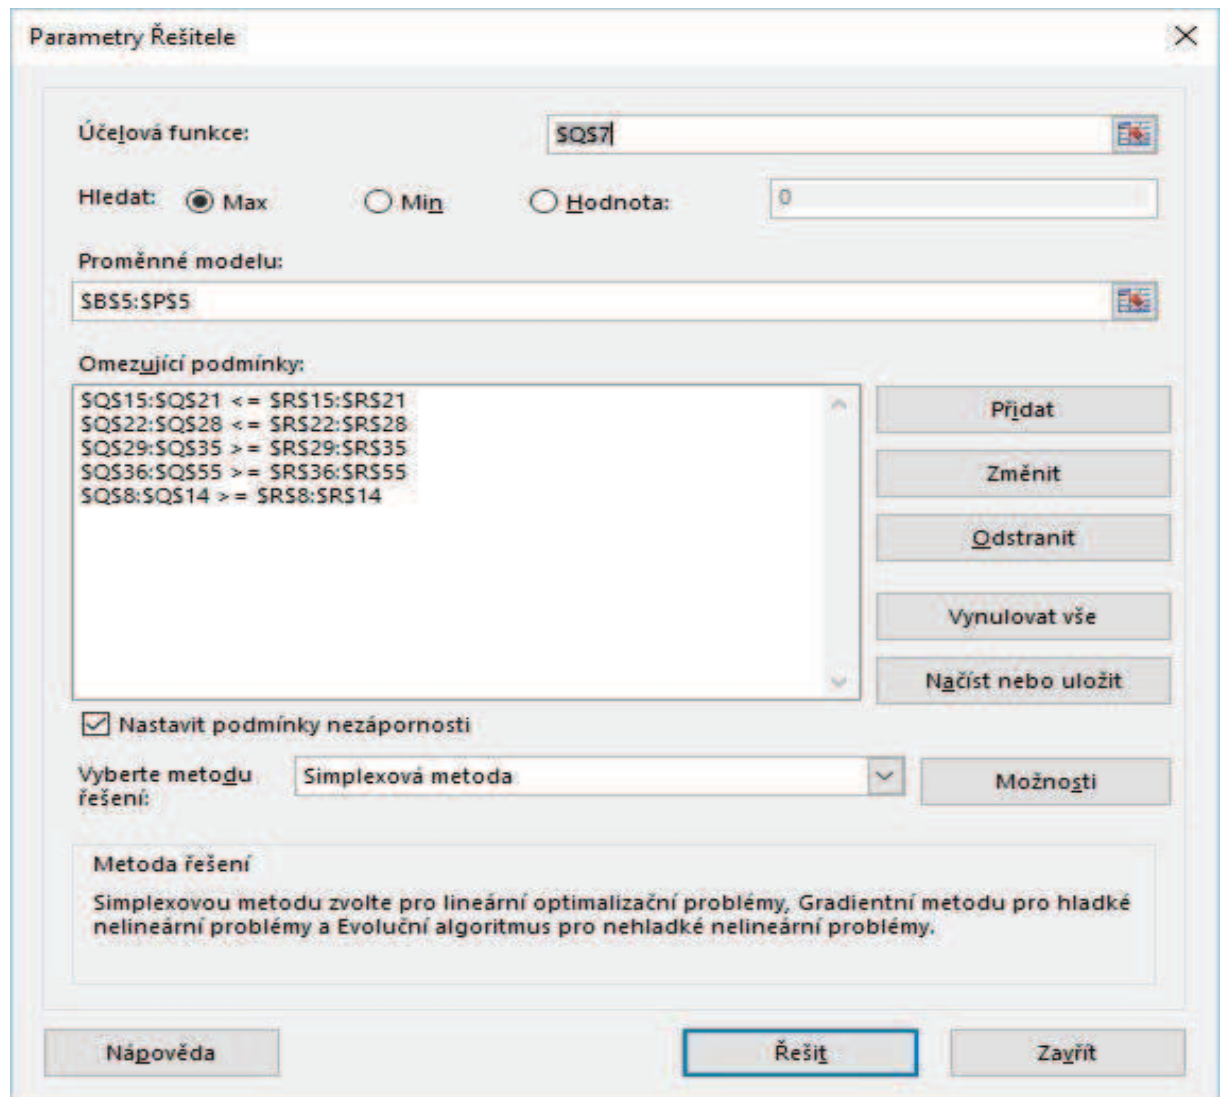 Parametry Řešitele
Účelová funkce:
$Q$7
Hledat:
Max
Min
Hodnota:
0
Proměnné modelu:
$B$5:$P$5
Omezující podmínky:
$Q$15:$Q$21 <= $R$15:$R$21
$Q$22:$Q$28 <= $R$22:$R$28
$Q$29:$Q$35 >= $R$29:$R$35
$Q$36:$Q$55 >= $R$36:$R$55
$Q$8:$Q$14 >= $R$8:$R$14
Přidat
Změnit
Odstranit
Vynulovat vše
Načíst nebo uložit
Nastavit podmínky nezápornosti
Vyberte metodu
řešení:
Simplexová metoda
Možnosti
Metoda řešení
Simplexovou metodu zvolte pro lineární optimalizační problémy, Gradientní metodu pro hladké
nelineární problémy a Evoluční algoritmus pro nehladké nelineární problémy.
Nápověda
Řešit
Zavřít